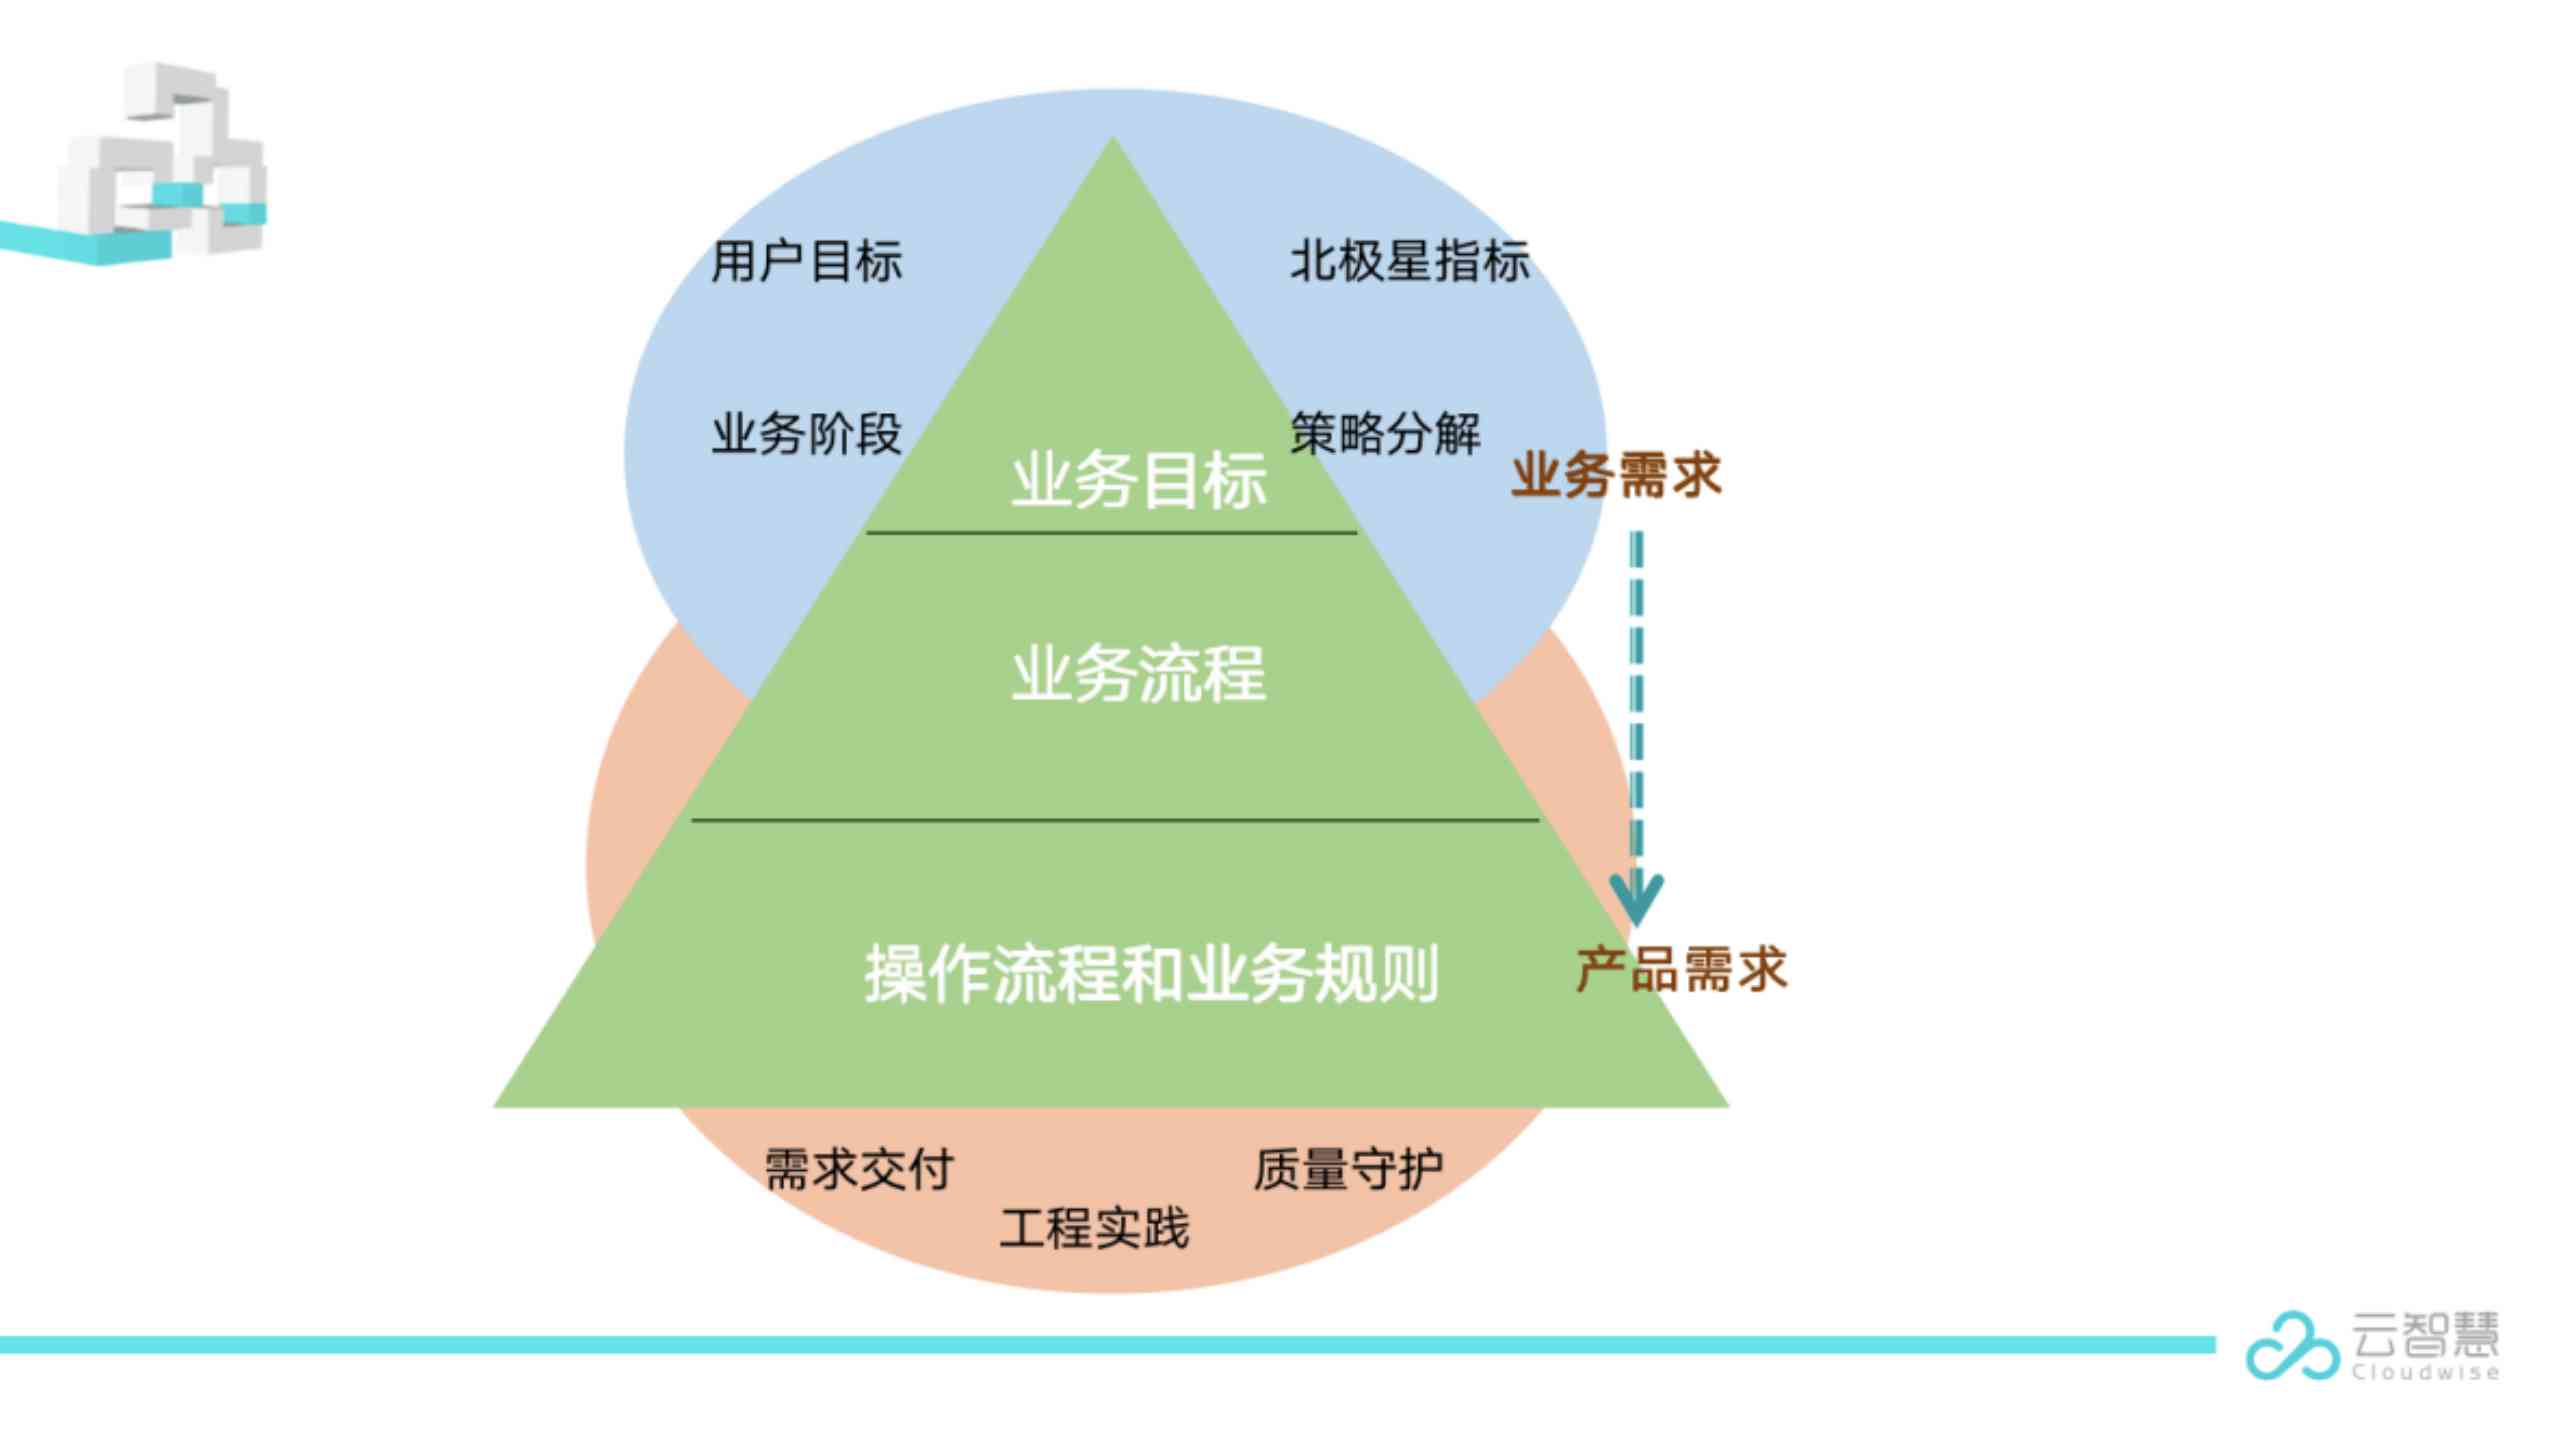 用户目标
北极星指标
业务阶段
策略分解
业务目标
业务需求
业务流程
操作流程和业务规则
产品需求
需求交付
质量守护
工程实践
云智慧
Cloudwise